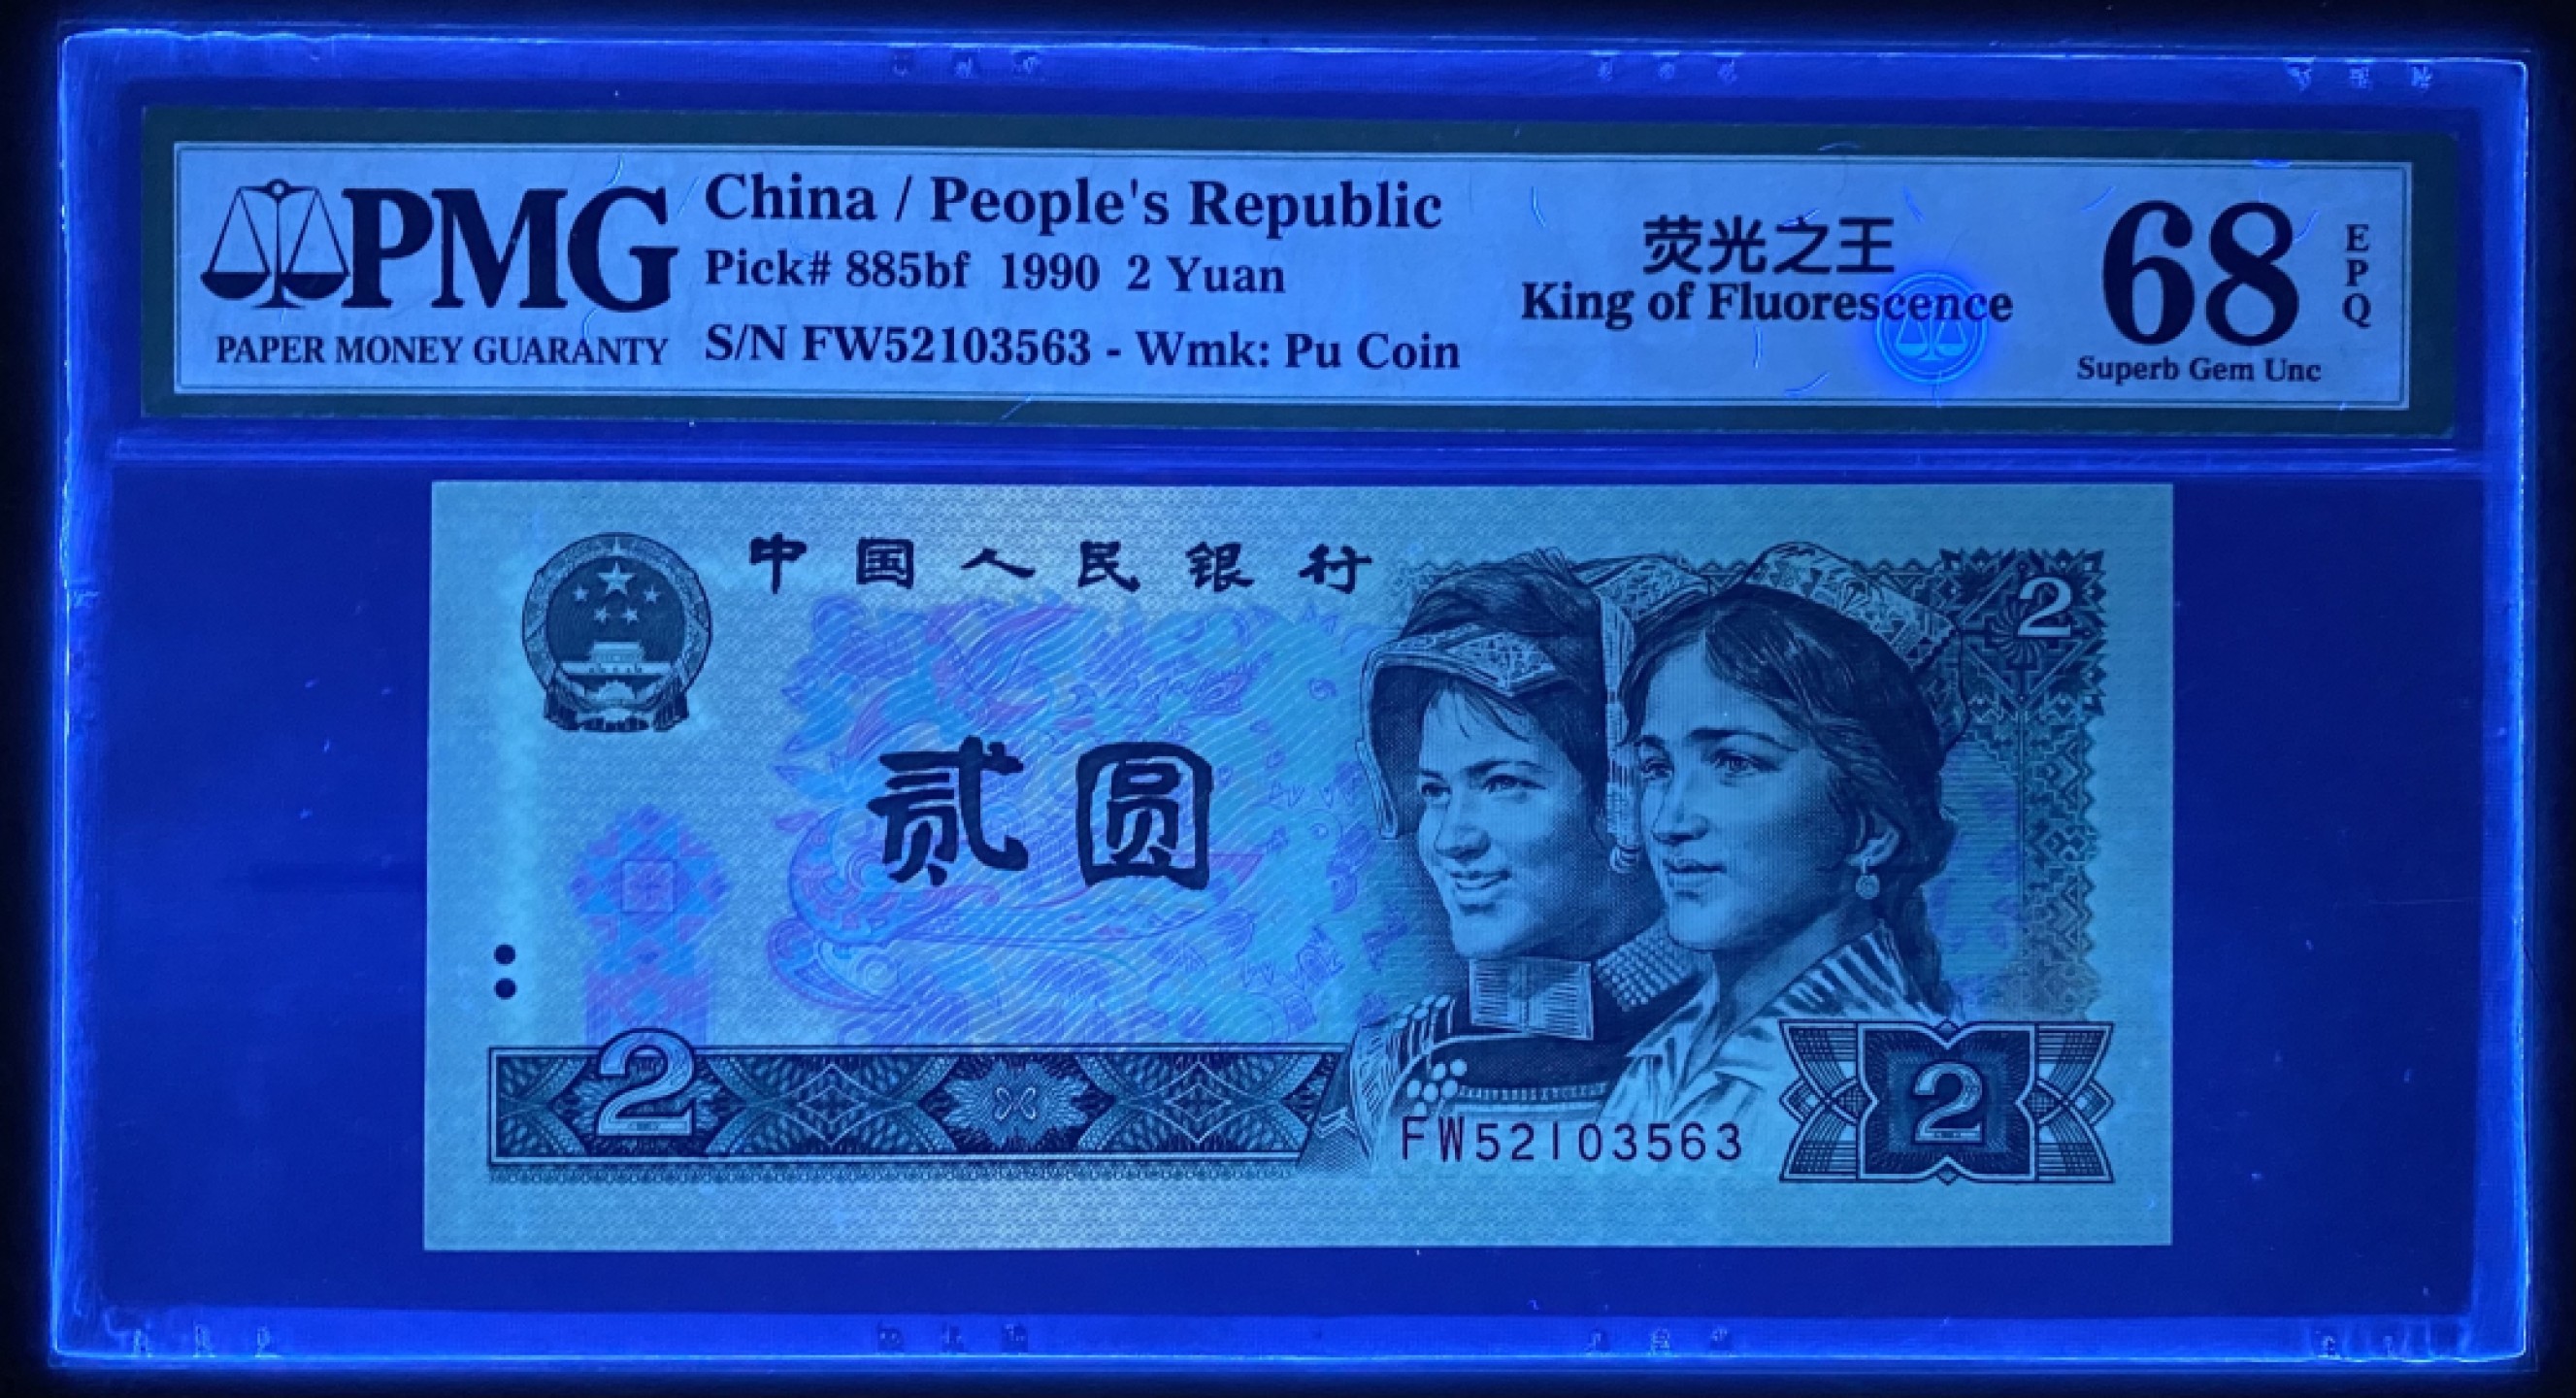 PMG
PAPER MONEY GUARANTY
China / People's Republic
Pick# 885bf 1990 2 Yuan
S/N FW52103563 - Wmk: Pu Coin
荧光之王
King of Fluorescence
68
EPQ
Superb Gem Unc
中国人民银行
2
贰圆
2
2
FW52103563